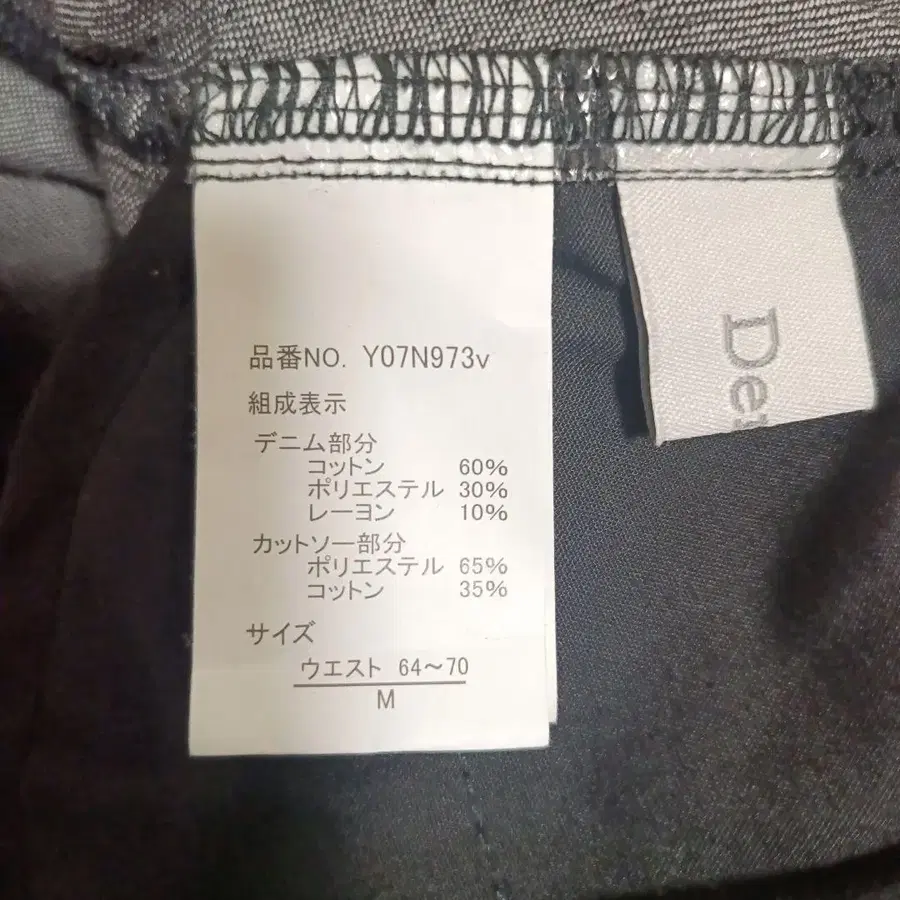 品番NO. Y07N973v
組成表示
デニム部分
コットン 60%
ポリエステル 30%
レーヨン 10%
カットソー部分
ポリエステル 65%
コットン 35%
サイズ
ウエスト 64～70
M